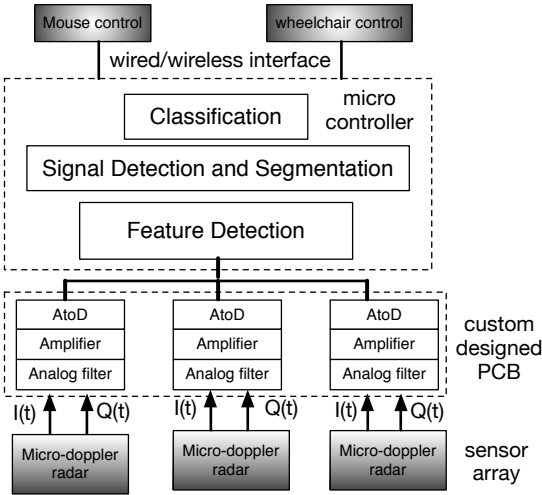 Mouse control
wheelchair control
wired/wireless interface
micro
controller
Classification
Signal Detection and Segmentation
Feature Detection
AtoD
Amplifier
Analog filter
AtoD
Amplifier
Analog filter
AtoD
Amplifier
Analog filter
custom
designed
PCB
I(t)
Q(t)
I(t)
Q(t)
I(t)
Q(t)
Micro-doppler
radar
Micro-doppler
radar
Micro-doppler
radar
sensor
array